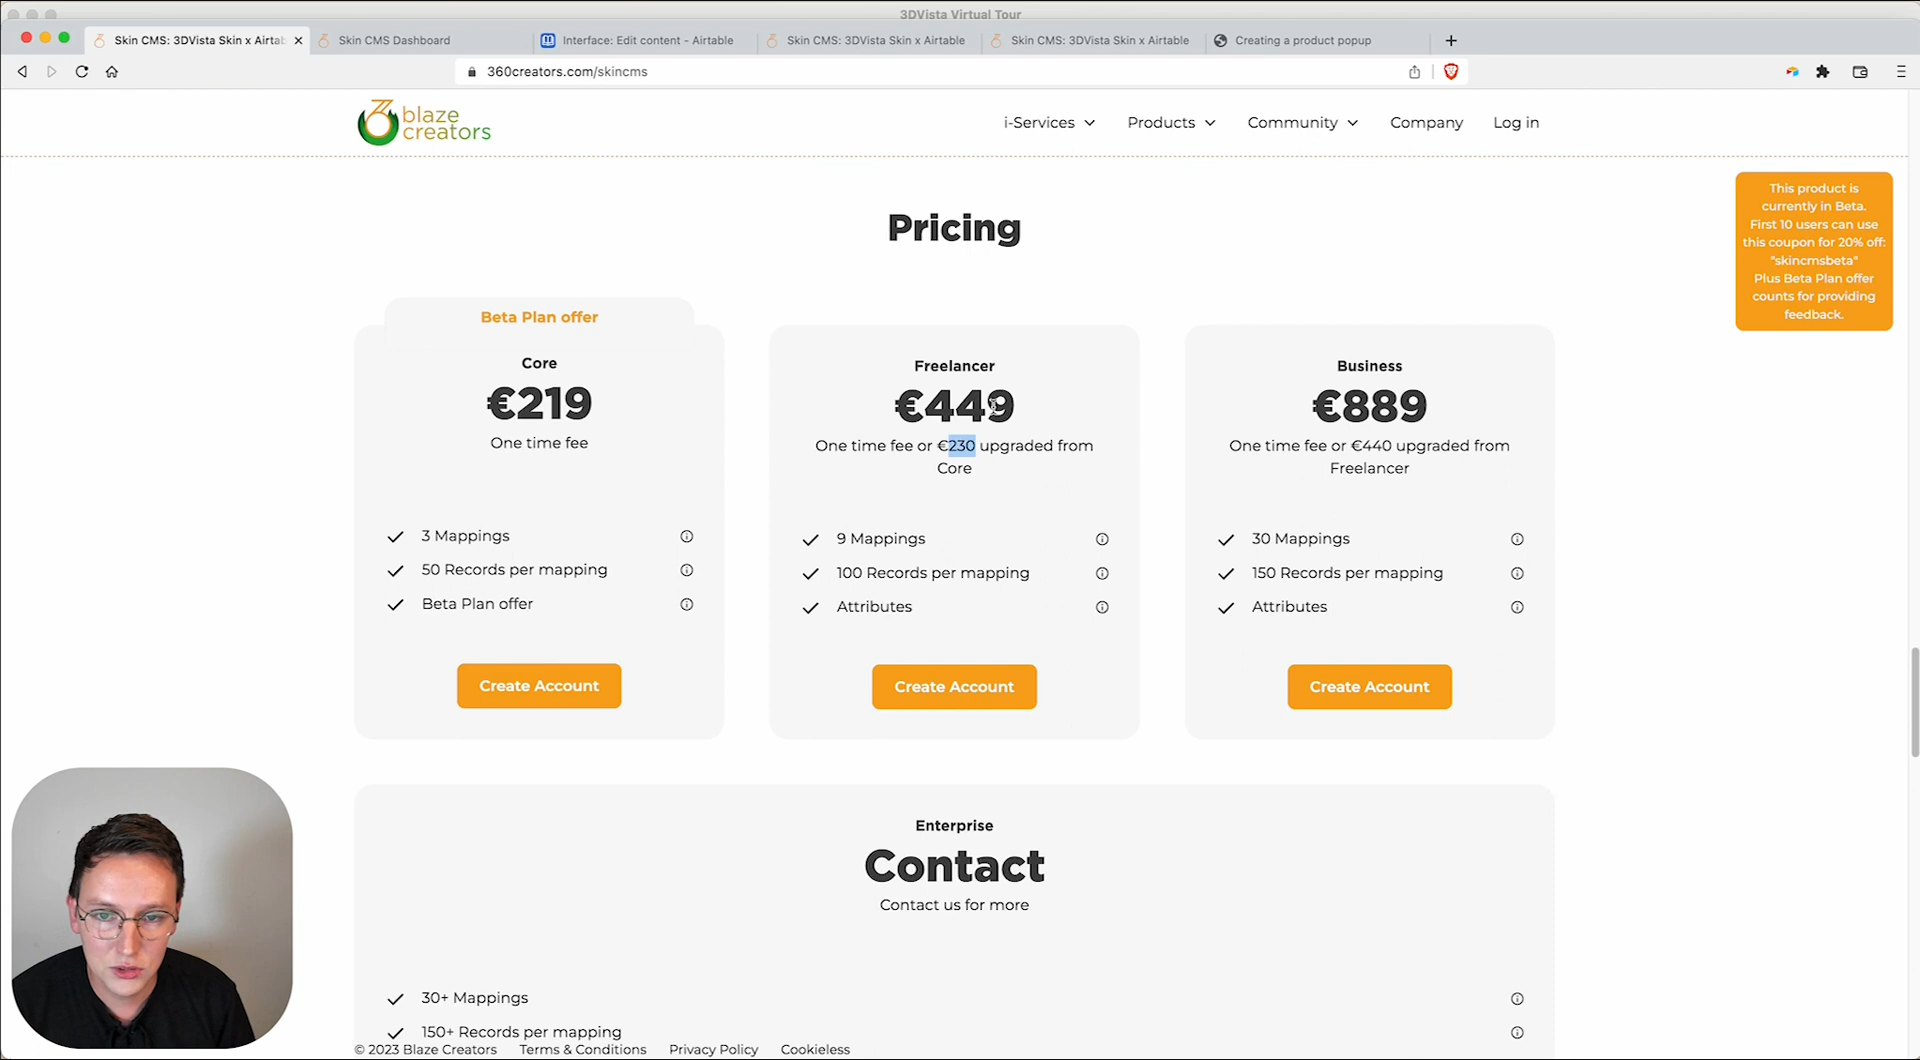 3DVista Virtual Tour
Skin CMS: 3DVista Skin x Airtab
Skin CMS Dashboard
Interface: Edit content - Airtable
Skin CMS: 3DVista Skin x Airtable
Skin CMS: 3DVista Skin x Airtable
Creating a product popup
360creators.com/skincms
blaze
creators
i-Services
Products
Community
Company
Log in
This product is
currently in Beta.
First 10 users can use
this coupon for 20% off:
"skincmsbeta"
Plus Beta Plan offer
counts for providing
feedback.
Pricing
Beta Plan offer
Core
€219
One time fee
3 Mappings
50 Records per mapping
Beta Plan offer
Create Account
Freelancer
€449
One time fee or €230 upgraded from
Core
9 Mappings
100 Records per mapping
Attributes
Create Account
Business
€889
One time fee or €440 upgraded from
Freelancer
30 Mappings
150 Records per mapping
Attributes
Create Account
Enterprise
Contact
Contact us for more
30+ Mappings
150+ Records per mapping
© 2023 Blaze Creators
Terms & Conditions
Privacy Policy
Cookieless